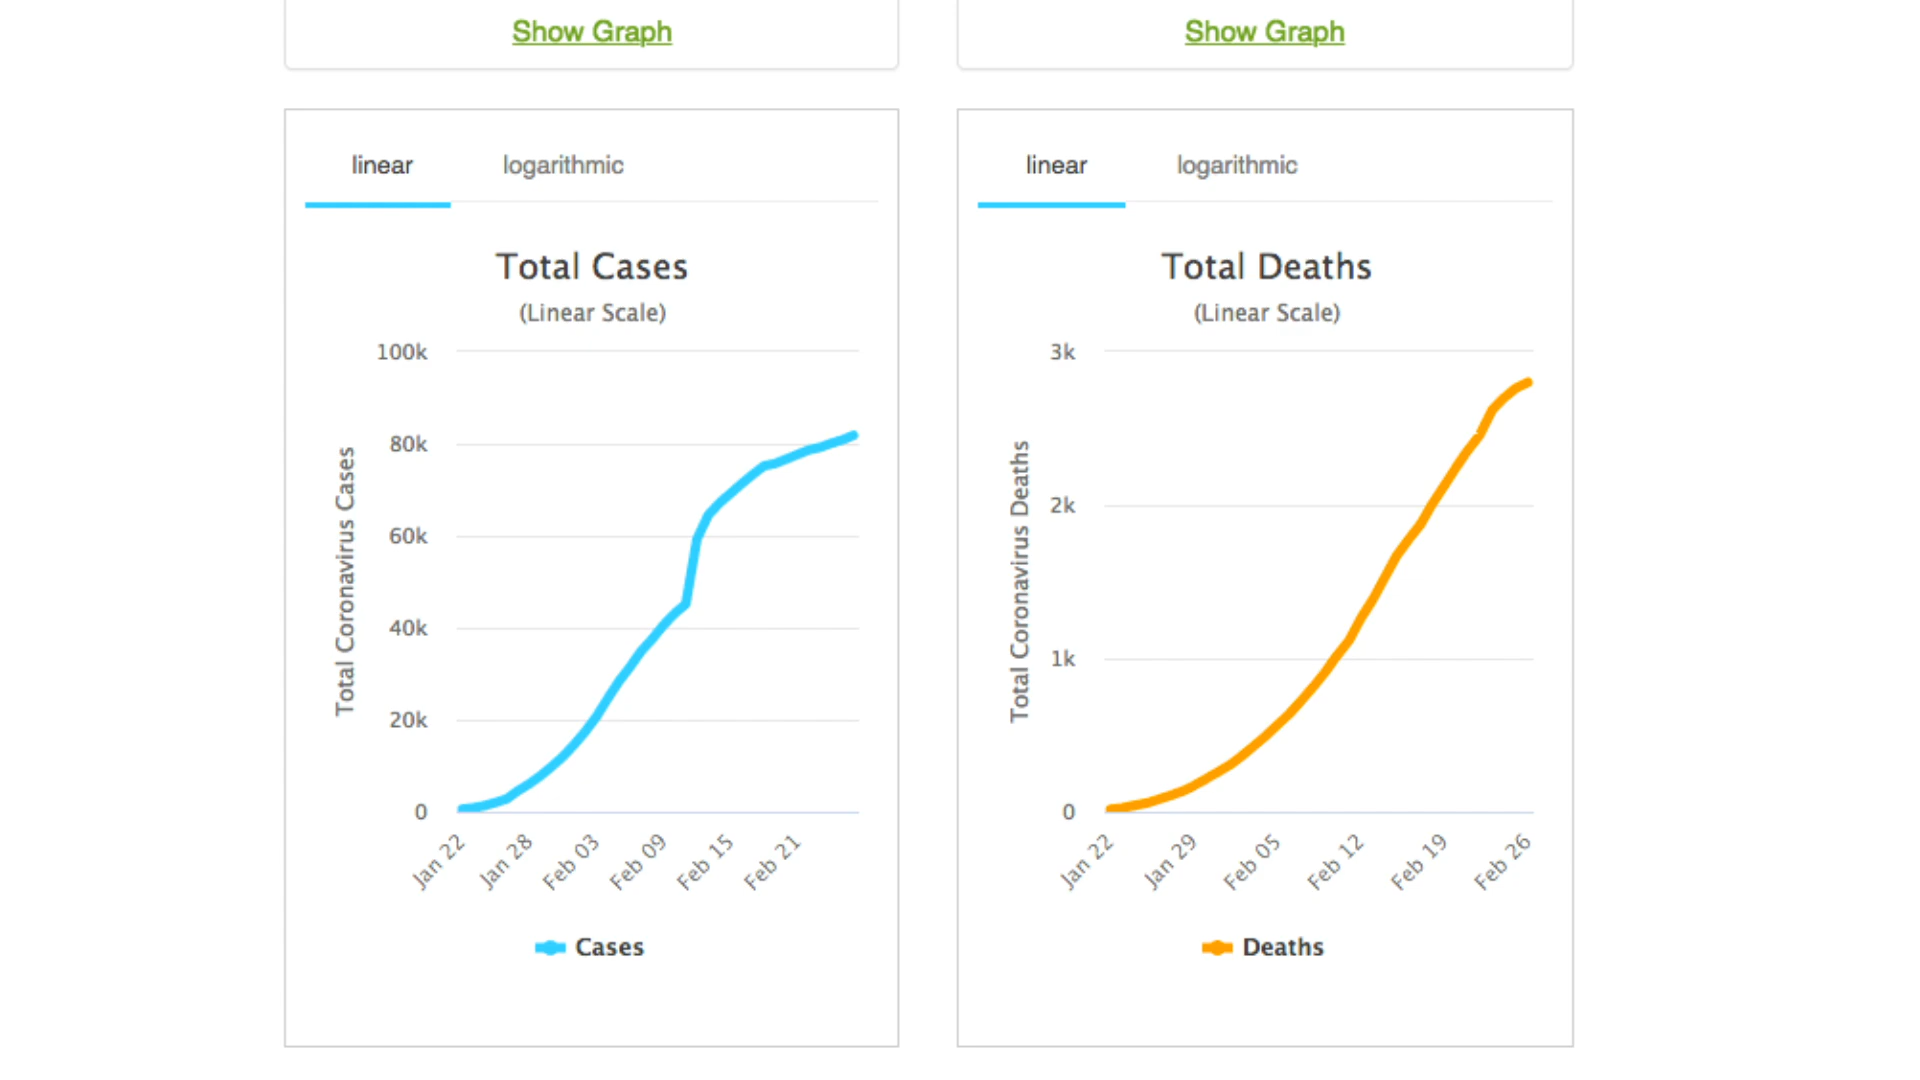 Show Graph
Show Graph
linear
logarithmic
Total Cases
(Linear Scale)
Total Coronavirus Cases
100k
80k
60k
40k
20k
0
Jan 22
Jan 28
Feb 03
Feb 09
Feb 15
Feb 21
Cases
linear
logarithmic
Total Deaths
(Linear Scale)
Total Coronavirus Deaths
3k
2k
1k
0
Jan 22
Jan 29
Feb 05
Feb 12
Feb 19
Feb 26
Deaths